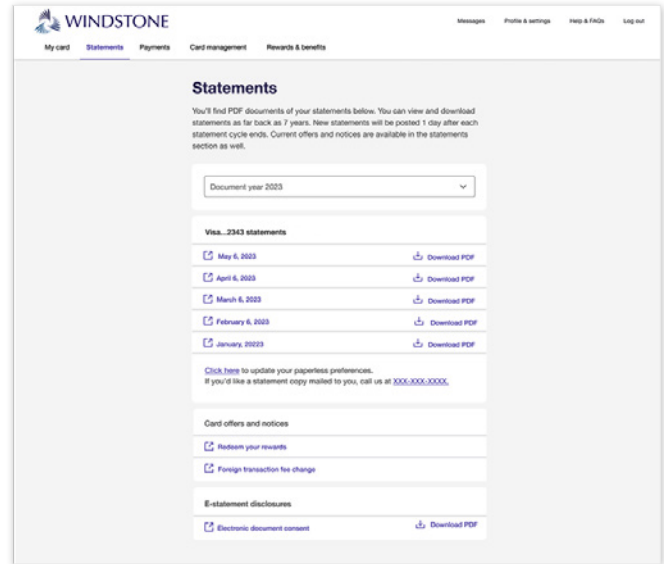 WINDSTONE
Messages Profile & settings Help & FAQs Log out
My card Statements Payments Card management Rewards & benefits
Statements
You'll find PDF documents of your statements below. You can view and download
statements as far back as 7 years. New statements will be posted 1 day after each
statement cycle ends. Current offers and notices are available in the statements
section as well.
Document year 2023
Visa...2343 statements
May 6, 2023 Download PDF
April 6, 2023 Download PDF
March 6, 2023 Download PDF
February 6, 2023 Download PDF
January, 20223 Download PDF
Click here to update your paperless preferences.
If you'd like a statement copy mailed to you, call us at XXX-XXX-XXXX.
Card offers and notices
Redeem your rewards
Foreign transaction fee change
E-statement disclosures
Electronic document consent Download PDF